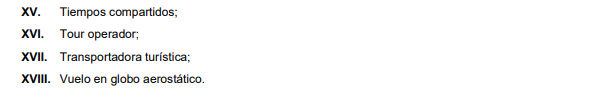 XV. Tiempos compartidos;
XVI. Tour operador;
XVII. Transportadora turística;
XVIII. Vuelo en globo aerostático.